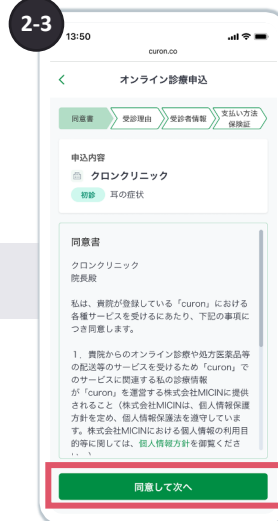 2-3
13:50
curon.co
オンライン診療申込
同意書
受診理由
受診者情報
支払い方法
保険証
申込内容
クロンクリニック
初診 耳の症状
同意書
クロンクリニック
院長殿
私は、貴院が登録している「curon」における
各種サービスを受けるにあたり、下記の事項に
つき同意します。
1．貴院からのオンライン診療や処方医薬品等
の配送等のサービスを受けるため「curon」で
のサービスに関連する私の診療情報
が「curon」を運営する株式会社MICINに提供
されること（株式会社MICINは、個人情報保護
方針を定め、個人情報保護法を遵守していま
す。株式会社MICINにおける個人情報の利用目
的等に関しては、個人情報方針を御覧くださ
い。）
同意して次へ